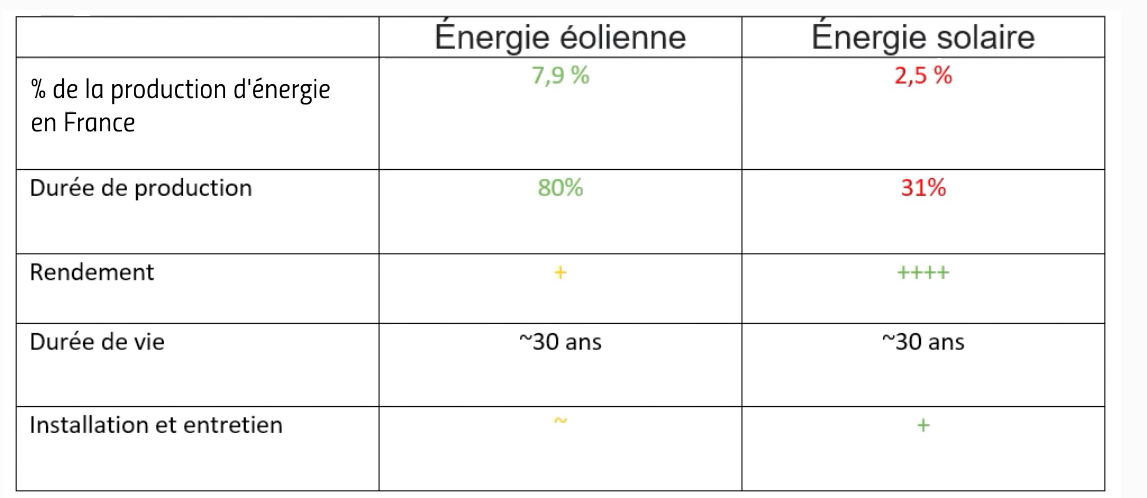 Énergie éolienne Énergie solaire
% de la production d'énergie 7,9 % 2,5 %
en France
Durée de production 80% 31%
Rendement + ++++
Durée de vie ~30 ans ~30 ans
Installation et entretien ~ +